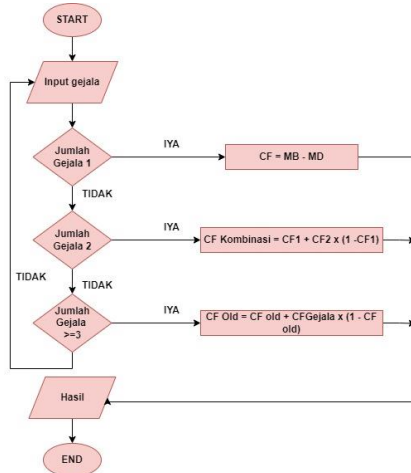 START
Input gejala
Jumlah
Gejala 1
IYA
CF = MB - MD
TIDAK
Jumlah
Gejala 2
IYA
CF Kombinasi = CF1 + CF2 x (1 -CF1)
TIDAK
TIDAK
Jumlah
Gejala
>=3
IYA
CF Old = CF old + CFGejala x (1 - CF
old)
Hasil
END